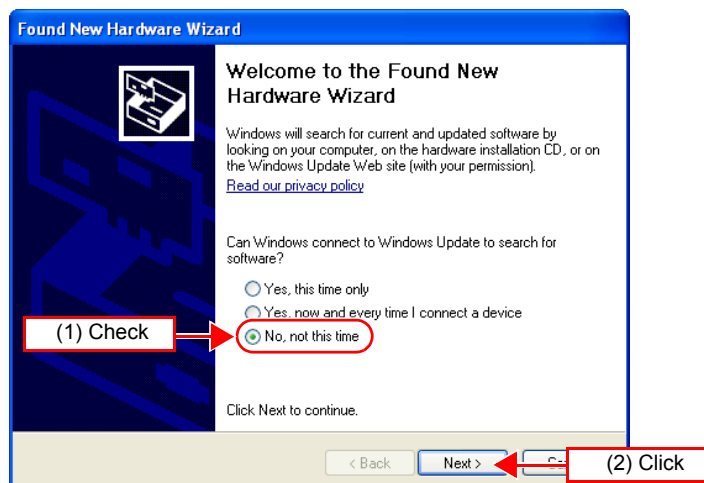 Found New Hardware Wizard
Welcome to the Found New
Hardware Wizard
Windows will search for current and updated software by
looking on your computer, on the hardware installation CD, or on
the Windows Update Web site (with your permission).
Read our privacy policy
Can Windows connect to Windows Update to search for
software?
Yes, this time only
Yes, now and every time I connect a device
(1) Check
No, not this time
Click Next to continue.
< Back
Next >
(2) Click